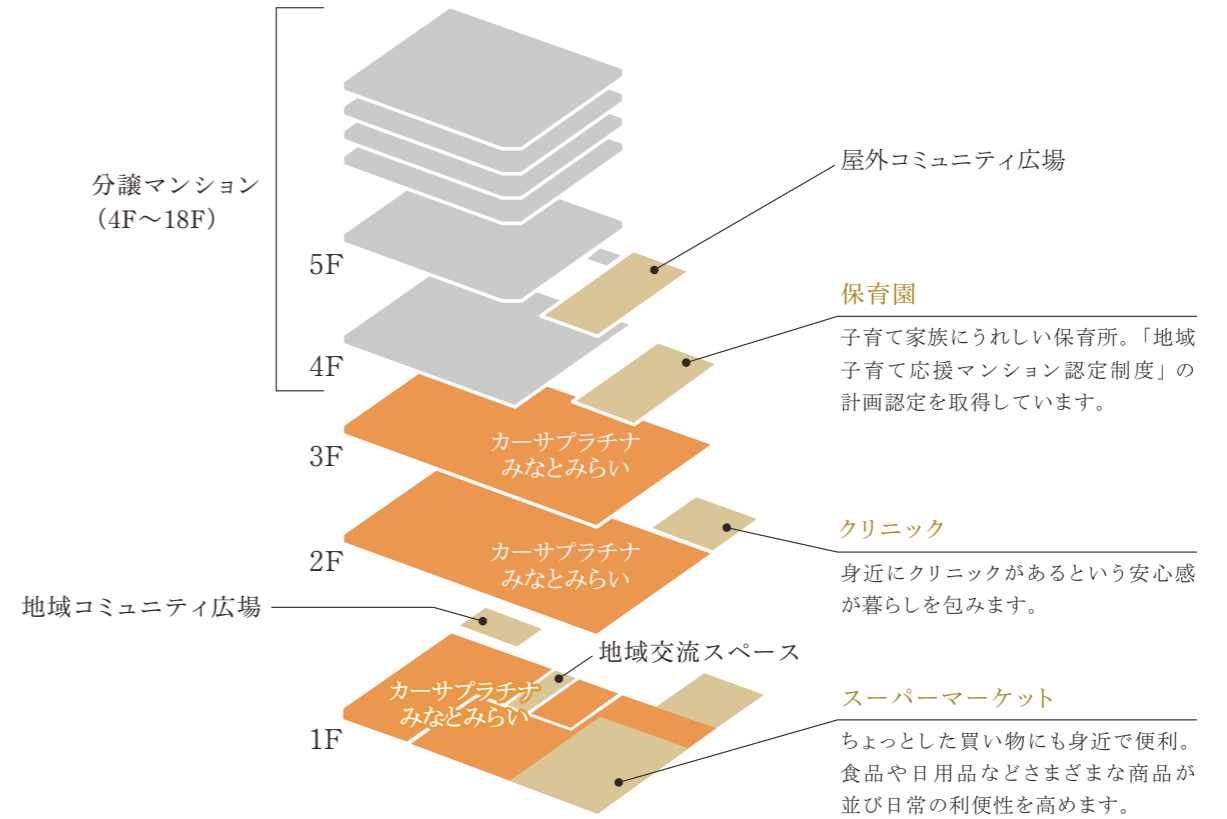 分譲マンション
（4F～18F）
屋外コミュニティ広場
5F
保育園
子育て家族にうれしい保育所。「地域
子育て応援マンション認定制度」の
計画認定を取得しています。
4F
カーサプラチナ
みなとみらい
3F
クリニック
身近にクリニックがあるという安心感
が暮らしを包みます。
カーサプラチナ
みなとみらい
2F
地域コミュニティ広場
地域交流スペース
カーサプラチナ
みなとみらい
1F
スーパーマーケット
ちょっとした買い物にも身近で便利。
食品や日用品などさまざまな商品が
並び日常の利便性を高めます。